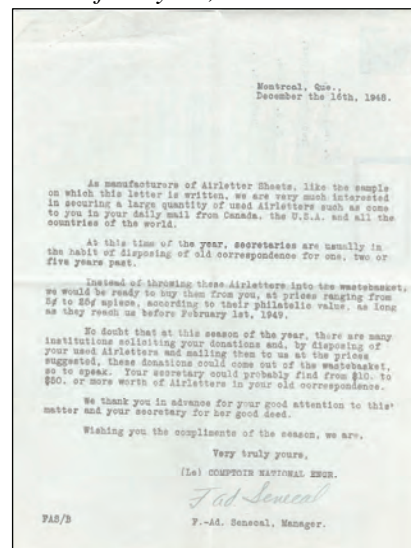 Montreal, Que.,
December the 16th, 1948.
As manufacturers of Airletter Sheets, like the sample
on which this letter is written, we are very much interested
in securing a large quantity of used Airletters such as come
to you in your daily mail from Canada, the U.S.A. and all the
countries of the world.
At this time of the year, secretaries are usually in
the habit of disposing of old correspondence for one, two or
five years past.
Instead of throwing these Airletters into the wastebasket,
we would be ready to buy them from you, at prices ranging from
5¢ to 25¢ apiece, according to their philatelic value, as long
as they reach us before February 1st, 1949.
No doubt that at this season of the year, there are many
institutions soliciting your donations and, by disposing of
your used Airletters and mailing them to us at the prices
suggested, these donations could come out of the wastebasket,
so to speak. Your secretary could probably find from $10. to
$50. or more worth of Airletters in your old correspondence.
We thank you in advance for your good attention to this
matter and your secretary for her good deed.
Wishing you the compliments of the season, we are,
Very truly yours,
(Le) COMPTOIR NATIONAL ENGR.
F ad. Senecal
FAS/B
F.-Ad. Senecal, Manager.